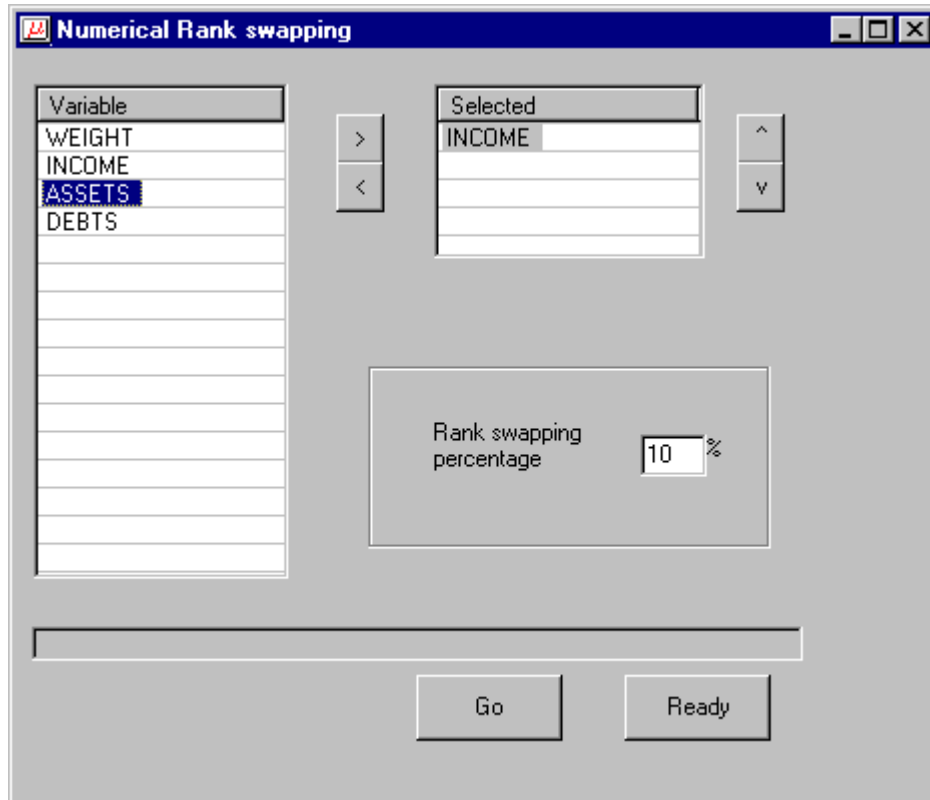 μ Numerical Rank swapping
Variable
WEIGHT
INCOME
ASSETS
DEBTS
>
<
Selected
INCOME
^
v
Rank swapping
percentage
10 %
Go
Ready